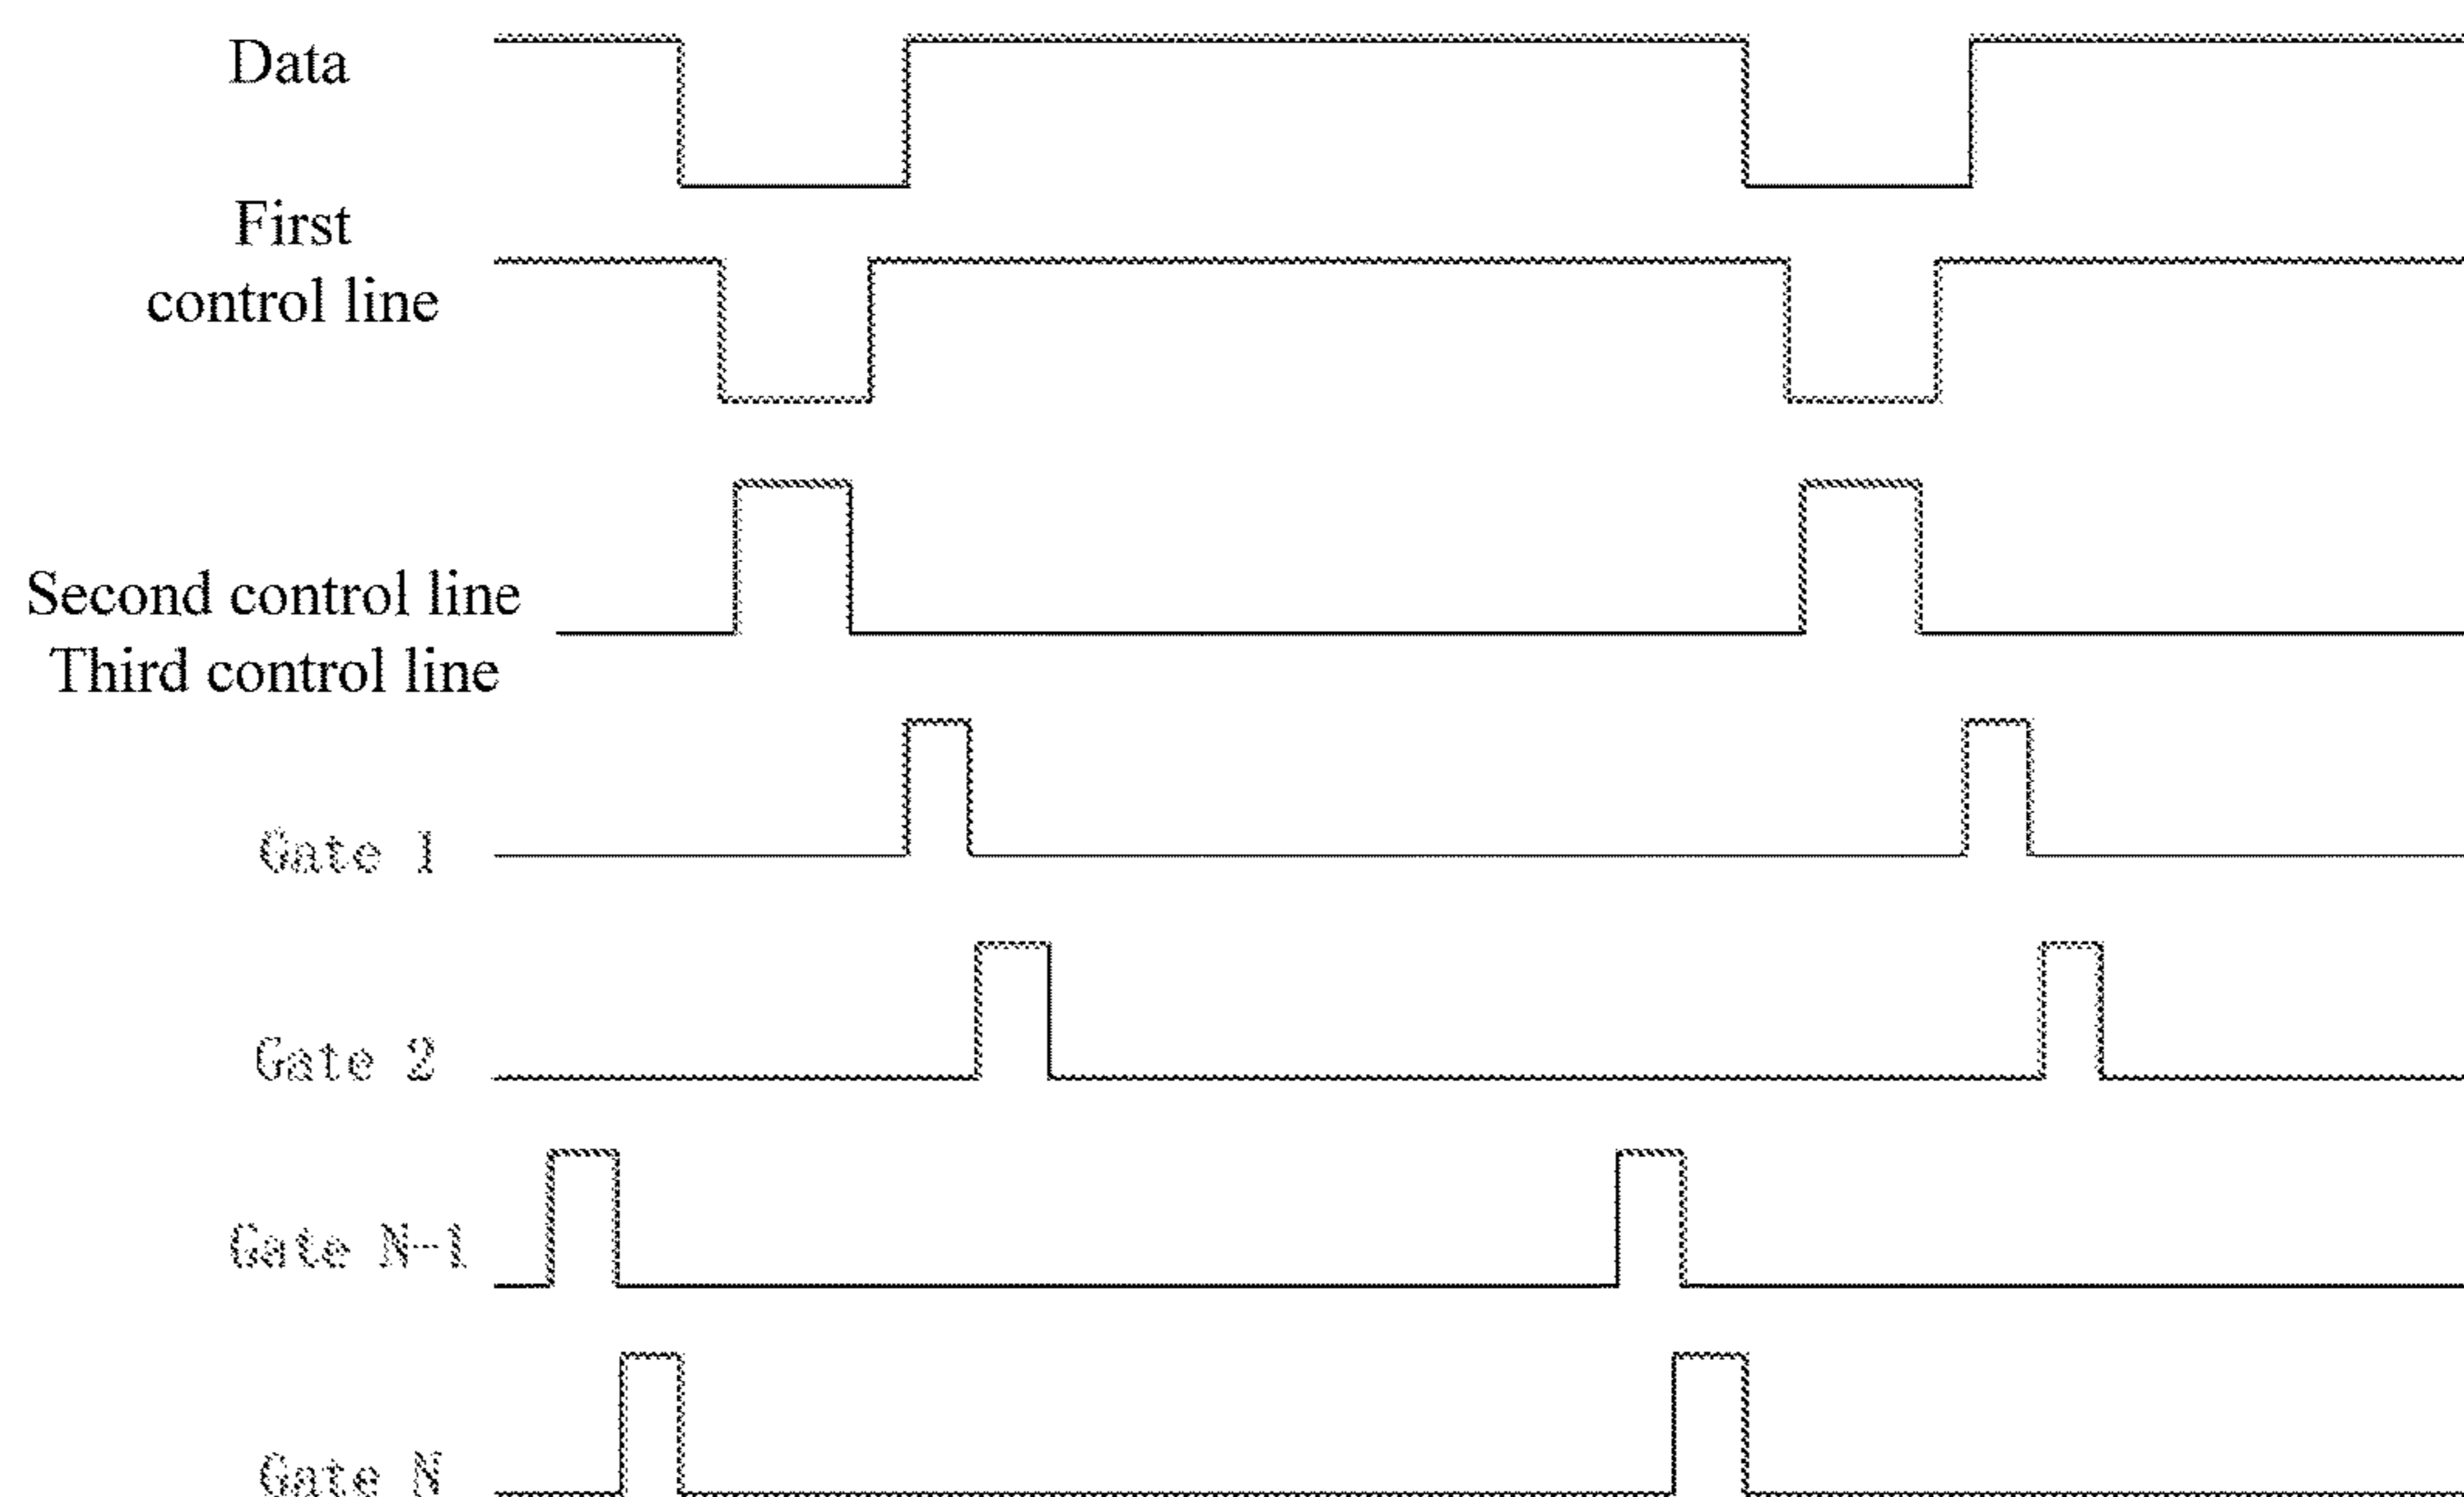 Data
First
control line
Second control line
Third control line
Gate 1
Gate 2
Gate N-1
Gate N